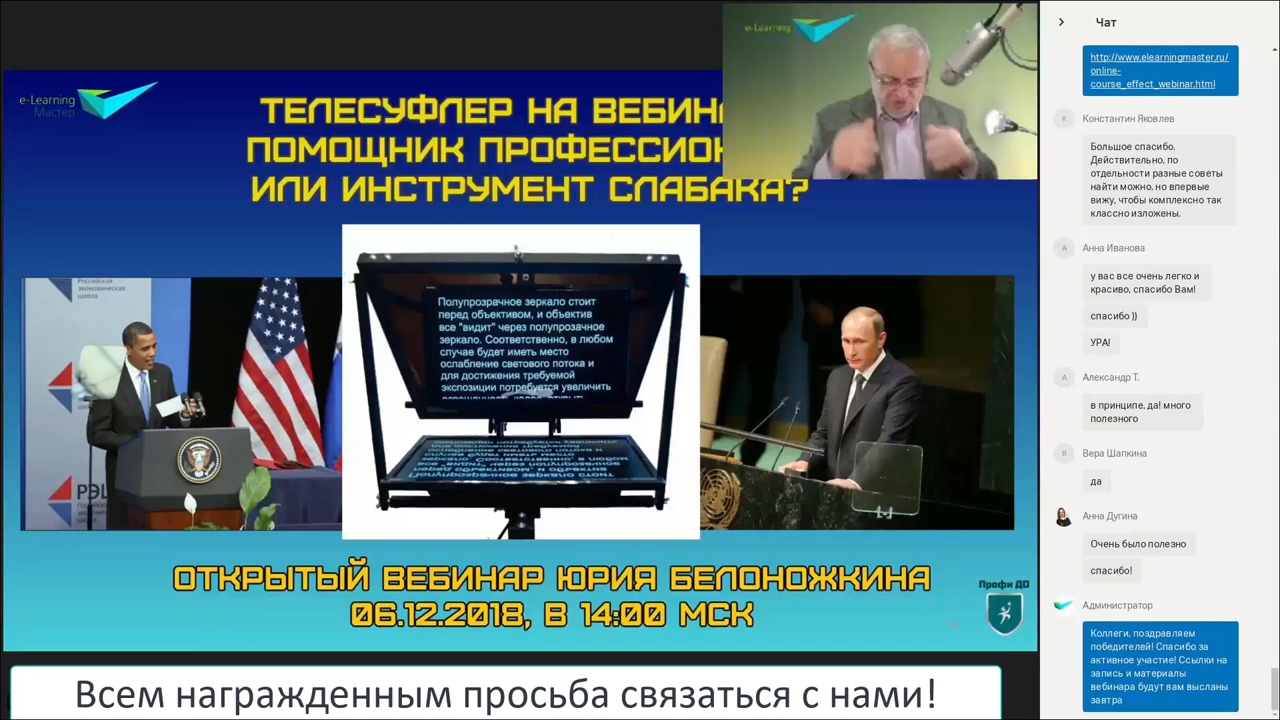 e-Learning
Мастер
ТЕЛЕСУФЛЕР НА ВЕБИНА
ПОМОЩНИК ПРОФЕССИОН
ИЛИ ИНСТРУМЕНТ СЛАБАКА?
e-Learning
Российская
экономическая
школа
РЭШ
Полупрозрачное зеркало стоит
перед объективом, и объектив
все "видит" через полупрозрачное
зеркало. Соответственно, в любом
случае будет иметь место
ослабление светового потока и
для достижения требуемой
экспозиции потребуется увеличить
ОТКРЫТЫЙ ВЕБИНАР ЮРИЯ БЕЛОНОЖКИНА
06.12.2018, В 14:00 МСК
Профи ДО
Всем награжденным просьба связаться с нами!
Чат
http://www.elearningmaster.ru/
online-
course_effect_webinar.html
К
Константин Яковлев
Большое спасибо.
Действительно, по
отдельности разные советы
найти можно, но впервые
вижу, чтобы комплексно так
классно изложены.
А
Анна Иванова
у вас все очень легко и
красиво, спасибо Вам!
спасибо ))
УРА!
А
Александр Т.
в принципе, да! много
полезного
В
Вера Шапкина
да
Анна Дугина
Очень было полезно
спасибо!
Администратор
Коллеги, поздравляем
победителей! Спасибо за
активное участие! Ссылки на
запись и материалы
вебинара будут вам высланы
завтра